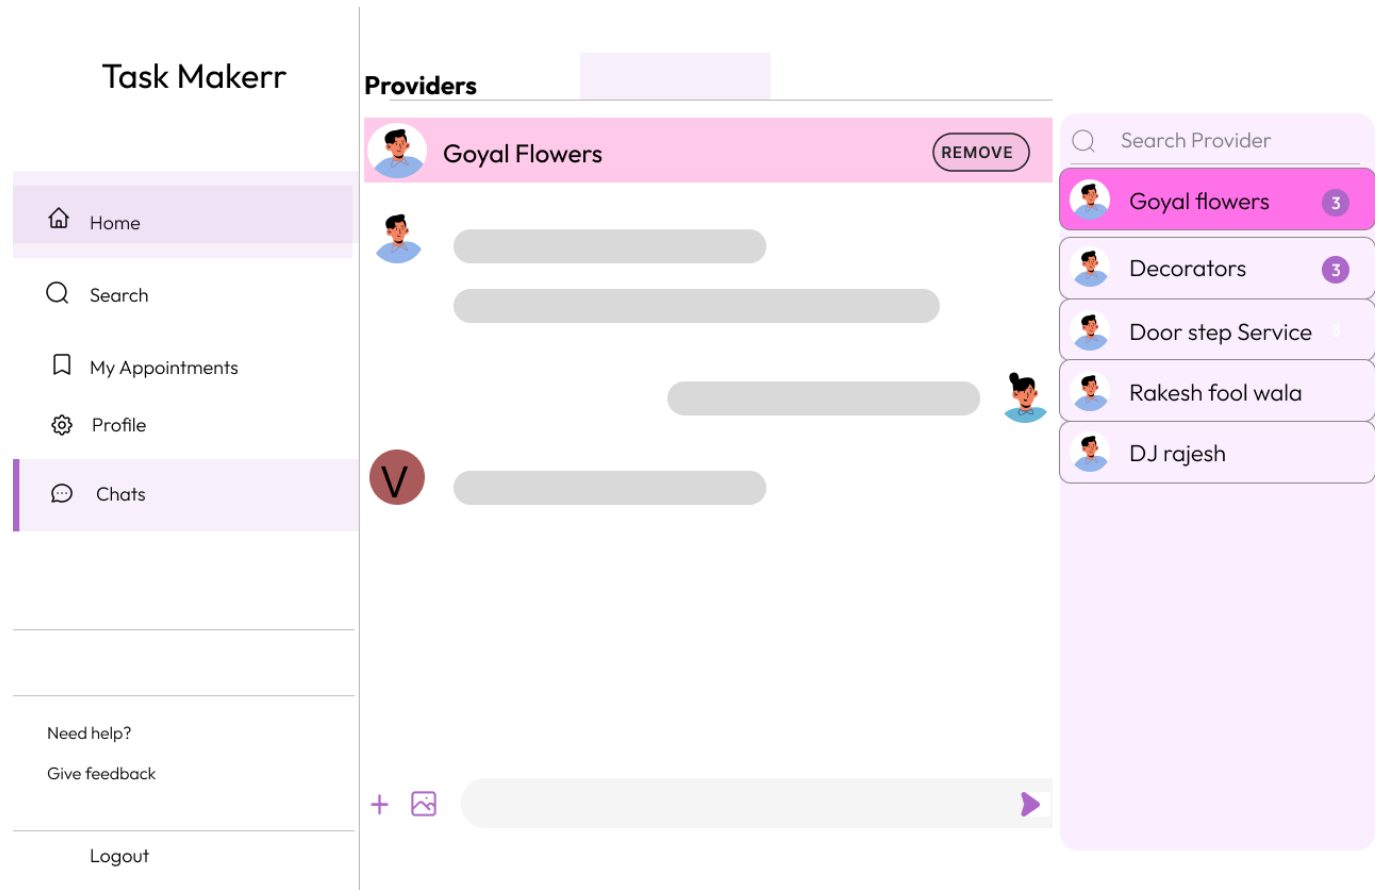 Task Makerr
Home
Search
My Appointments
Profile
Chats
Need help?
Give feedback
Logout
Providers
Goyal Flowers
REMOVE
V
Search Provider
Goyal flowers 3
Decorators 3
Door step Service 3
Rakesh fool wala
DJ rajesh